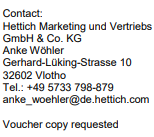 Contact:
Hettich Marketing und Vertriebs
GmbH & Co. KG
Anke Wöhler
Gerhard-Lüking-Strasse 10
32602 Vlotho
Tel.: +49 5733 798-879
anke_woehler@de.hettich.com
Voucher copy requested